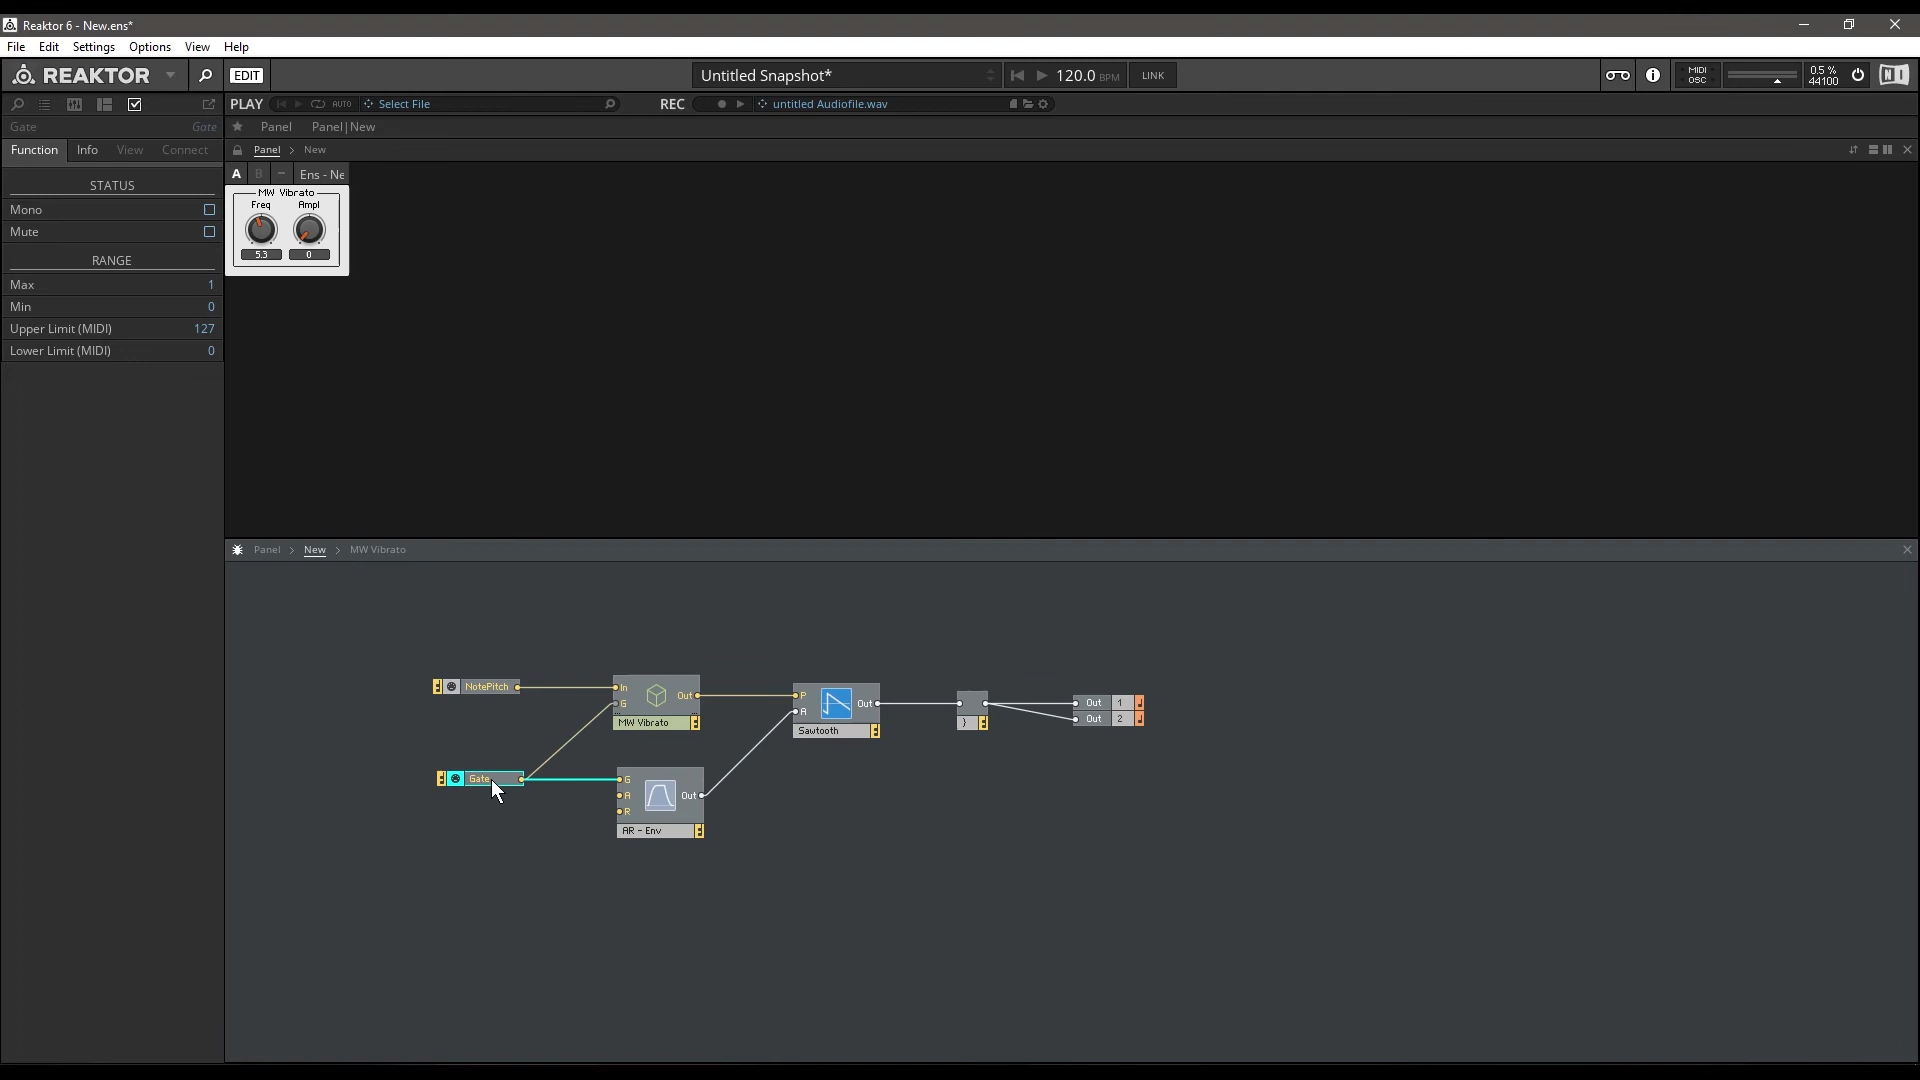 Reaktor 6 - New.ens*
File Edit Settings Options View Help
REAKTOR EDIT Untitled Snapshot* 120.0 BPM LINK MIDI OSC 0.5 % 44100
PLAY AUTO Select File REC untitled Audiofile.wav
Gate Gate
Panel Panel|New
Function Info View Connect
Panel > New
A B Ens - Ne
STATUS
Mono
Mute
RANGE
Max 1
Min 0
Upper Limit (MIDI) 127
Lower Limit (MIDI) 0
MW Vibrato
Freq Ampl
5.3 0
Panel > New > MW Vibrato
NotePitch
In
G
Out
MW Vibrato
P
A
Out
Sawtooth
}
Out 1
Out 2
Gate
G
A
R
Out
AR - Env